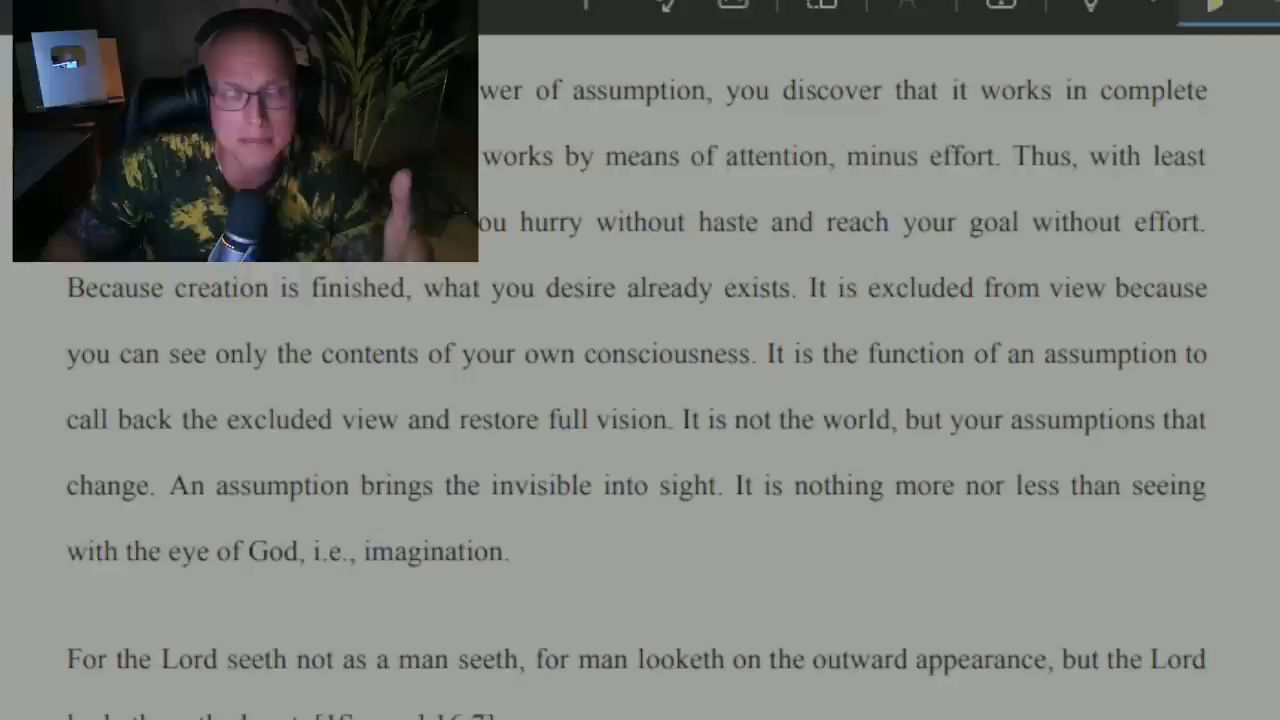 wer of assumption, you discover that it works in complete
works by means of attention, minus effort. Thus, with least
ou hurry without haste and reach your goal without effort.
Because creation is finished, what you desire already exists. It is excluded from view because
you can see only the contents of your own consciousness. It is the function of an assumption to
call back the excluded view and restore full vision. It is not the world, but your assumptions that
change. An assumption brings the invisible into sight. It is nothing more nor less than seeing
with the eye of God, i.e., imagination.
For the Lord seeth not as a man seeth, for man looketh on the outward appearance, but the Lord